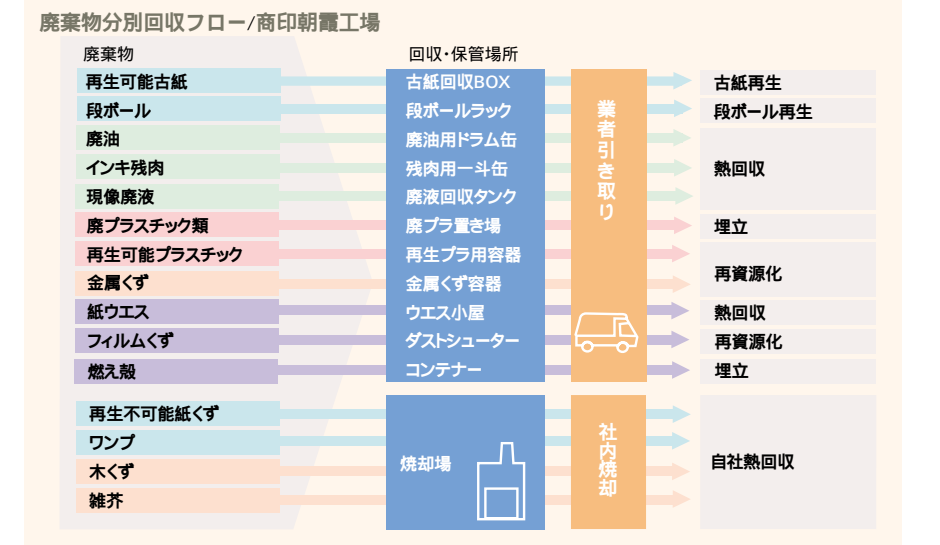 廃棄物分別回収フロー/商印朝霞工場
廃棄物
回収・保管場所
再生可能古紙
古紙回収BOX
古紙再生
段ボール
段ボールラック
段ボール再生
廃油
廃油用ドラム缶
インキ残肉
残肉用一斗缶
熱回収
現像廃液
廃液回収タンク
廃プラスチック類
廃プラ置き場
埋立
再生可能プラスチック
再生プラ用容器
金属くず
金属くず容器
再資源化
紙ウエス
ウエス小屋
熱回収
フィルムくず
ダストシューター
再資源化
燃え殻
コンテナー
埋立
業者引き取り
再生不可能紙くず
ワンプ
木くず
雑芥
焼却場
社内焼却
自社熱回収